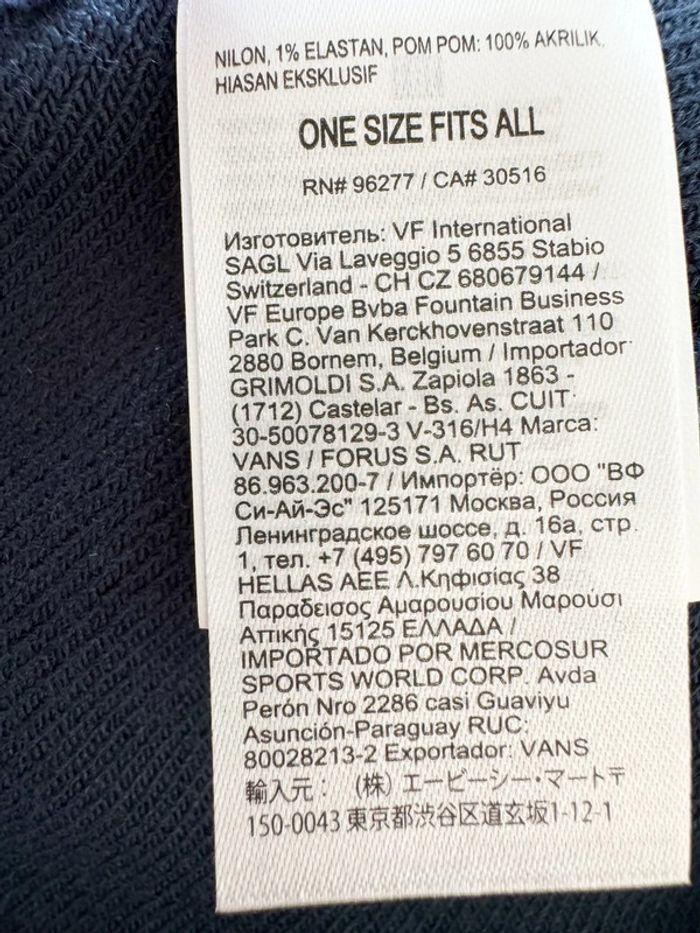 NILON, 1% ELASTAN, POM POM: 100% AKRILIK,
HIASAN EKSKLUSIF
ONE SIZE FITS ALL
RN# 96277 / CA# 30516
Изготовитель: VF International
SAGL Via Laveggio 5 6855 Stabio
Switzerland - CH CZ 680679144 /
VF Europe Bvba Fountain Business
Park C. Van Kerckhovenstraat 110
2880 Bornem, Belgium / Importador
GRIMOLDI S.A. Zapiola 1863 -
(1712) Castelar - Bs. As. CUIT:
30-50078129-3 V-316/H4 Marca:
VANS / FORUS S.A. RUT
86.963.200-7 / Импортёр: ООО "ВФ
Си-Ай-Эс" 125171 Москва, Россия
Ленинградское шоссе, д. 16а, стр.
1, тел. +7 (495) 797 60 70 / VF
HELLAS AEE Λ.Κηφισίας 38
Παραδεισος Αμαρουσίου Μαρούσι
Αττικής 15125 ΕΛΛΑΔΑ /
IMPORTADO POR MERCOSUR
SPORTS WORLD CORP. Avda
Perón Nro 2286 casi Guaviyu
Asunción-Paraguay RUC:
80028213-2 Exportador: VANS
輸入元： (株) エービーシー・マート〒
150-0043 東京都渋谷区道玄坂1-12-1